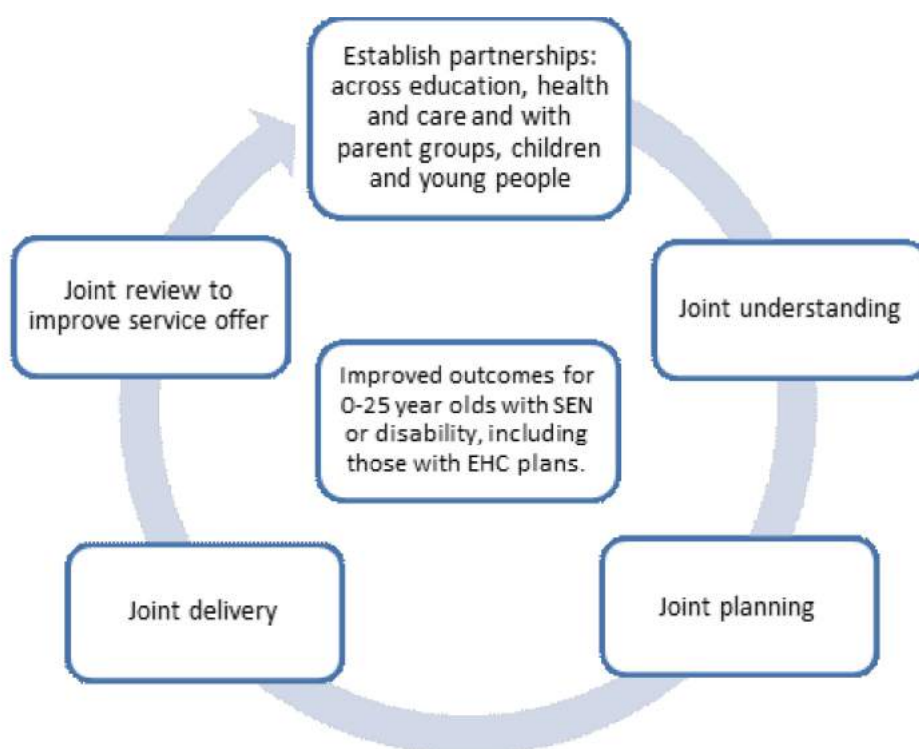 Establish partnerships:
across education, health
and care and with
parent groups, children
and young people
Joint understanding
Joint planning
Joint delivery
Joint review to
improve service offer
Improved outcomes for
0-25 year olds with SEN
or disability, including
those with EHC plans.